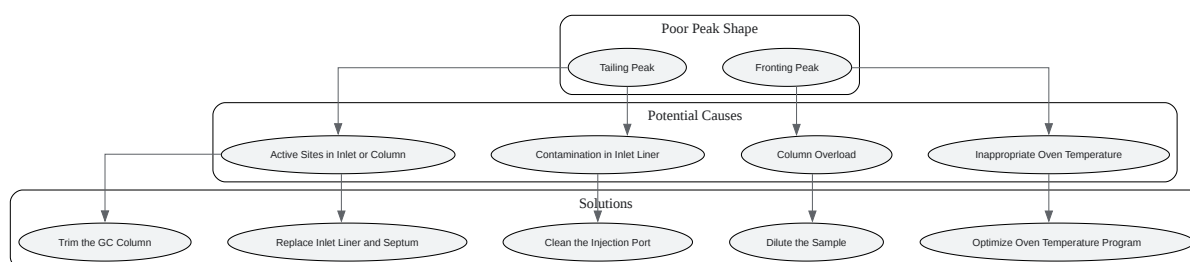 Poor Peak Shape
Tailing Peak
Fronting Peak
Potential Causes
Active Sites in Inlet or Column
Contamination in Inlet Liner
Column Overload
Inappropriate Oven Temperature
Solutions
Trim the GC Column
Replace Inlet Liner and Septum
Clean the Injection Port
Dilute the Sample
Optimize Oven Temperature Program